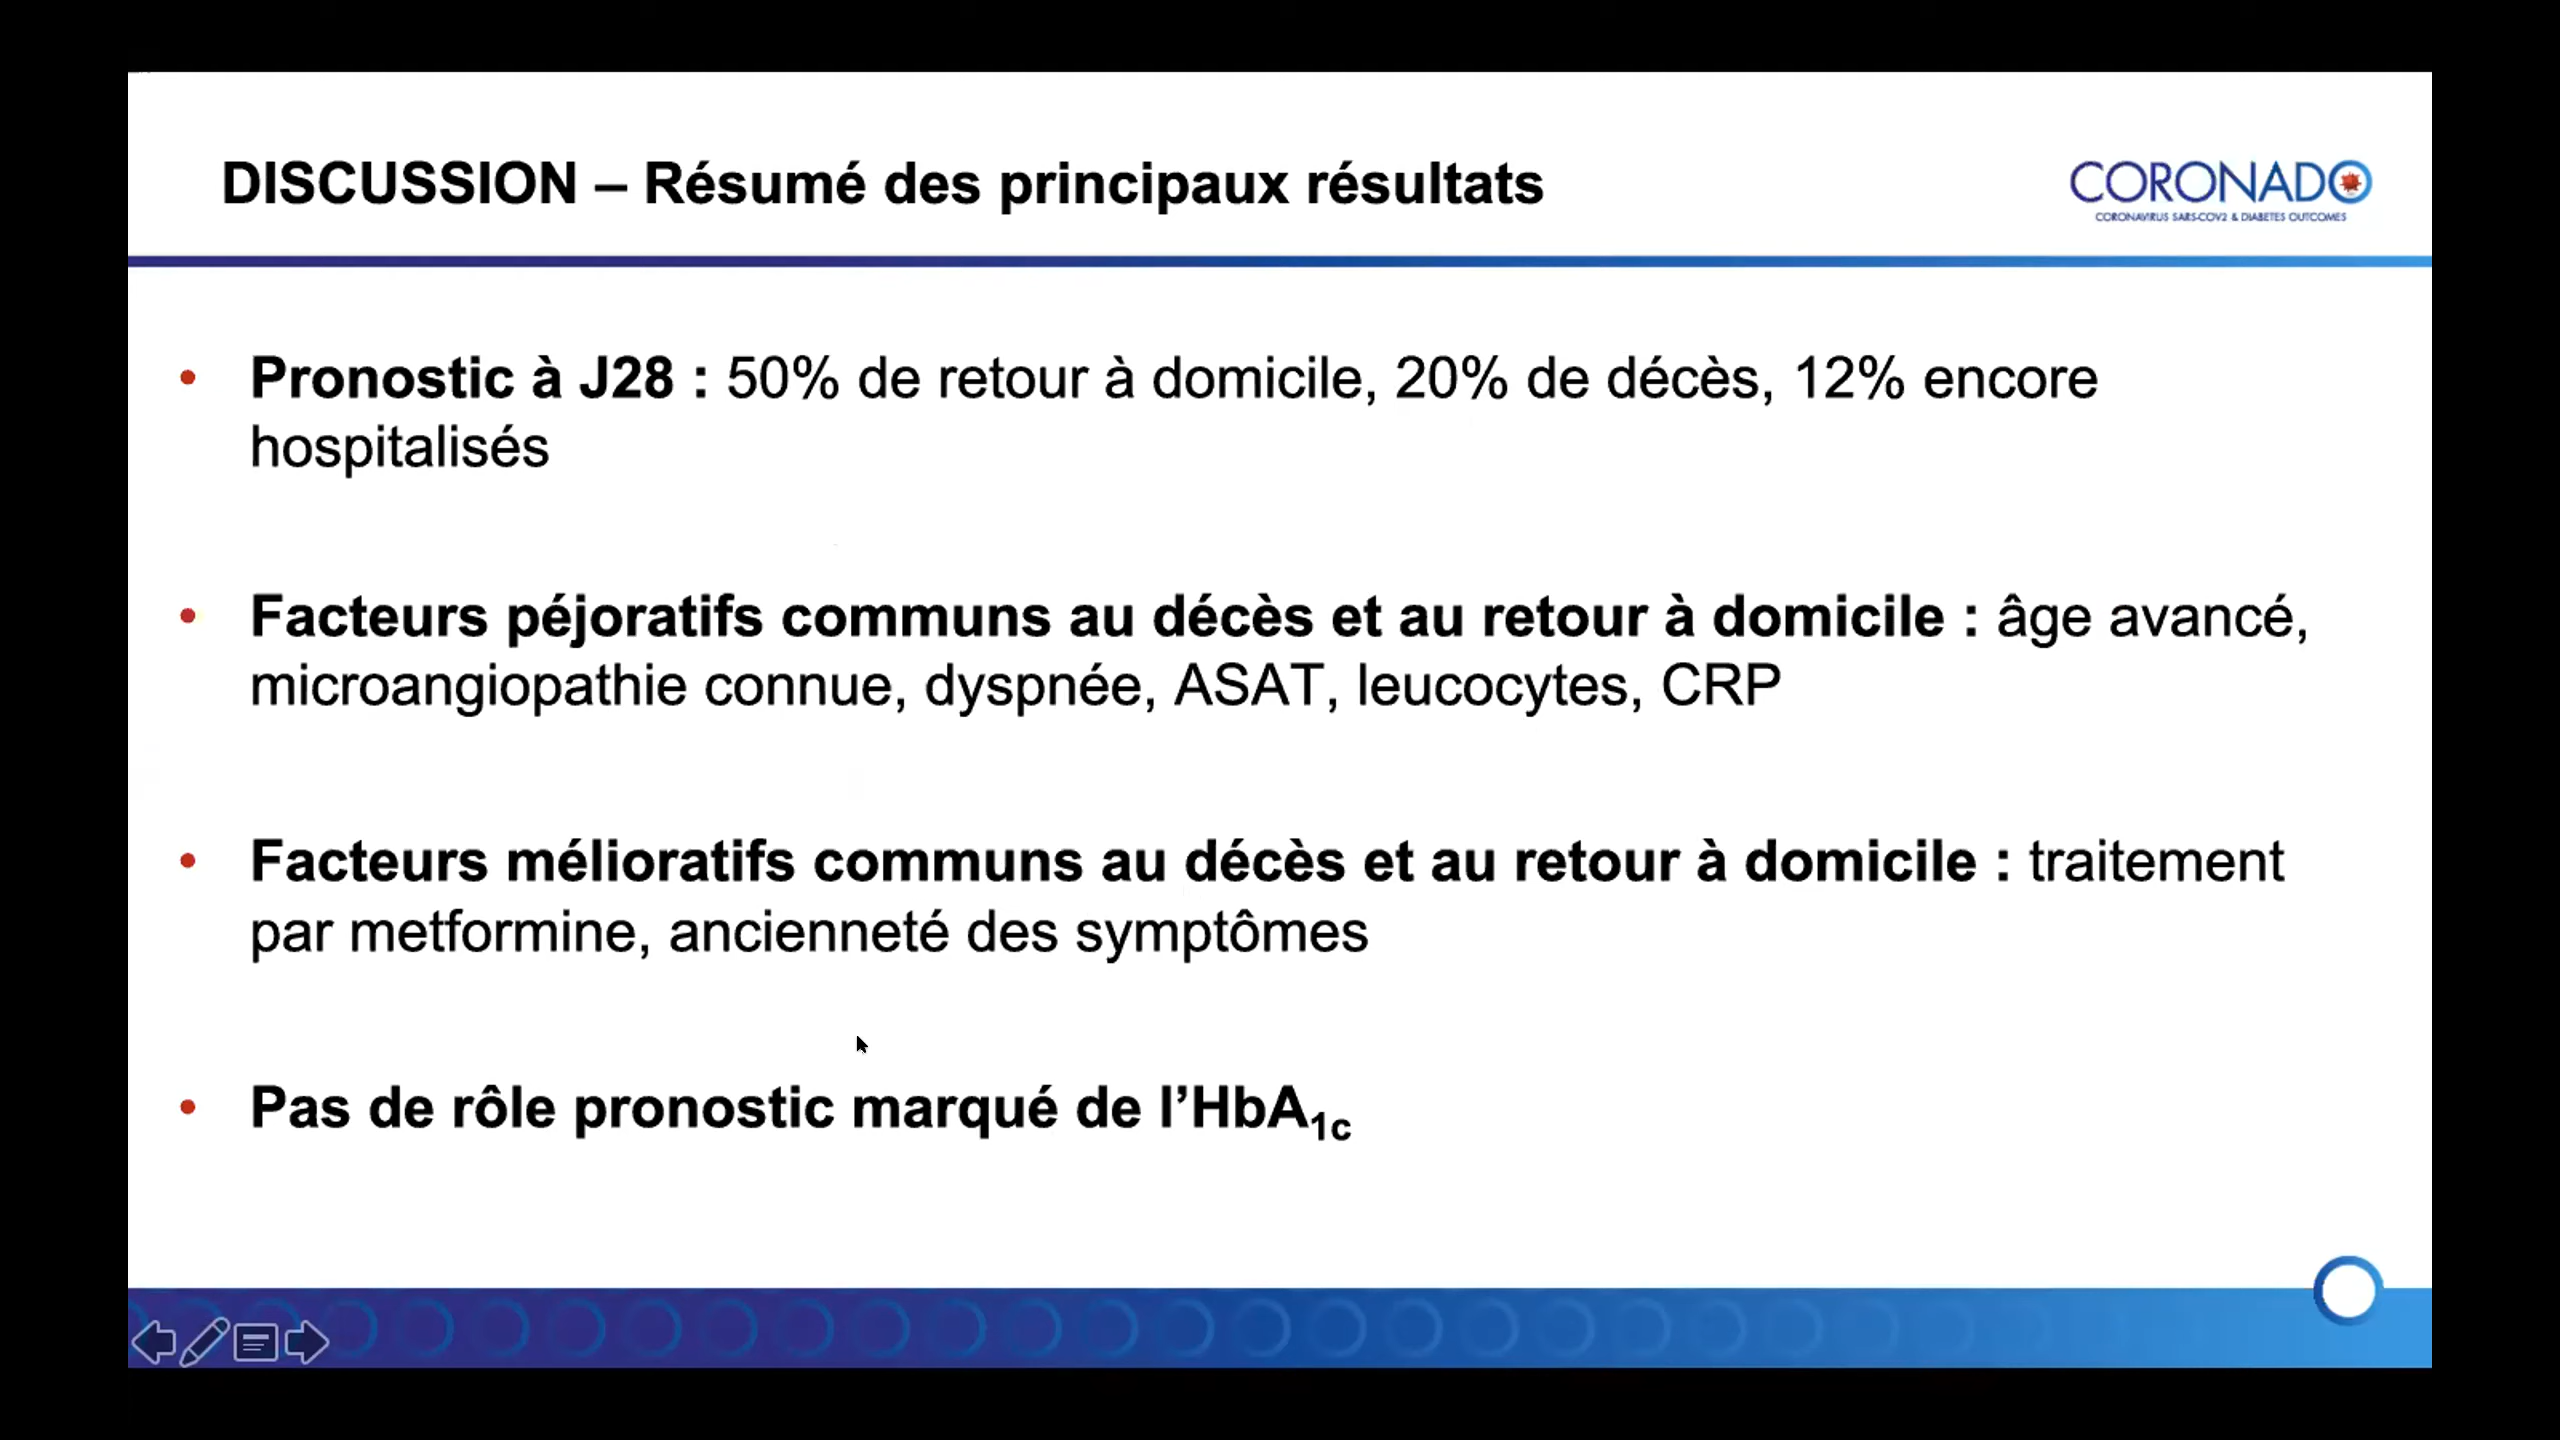 DISCUSSION – Résumé des principaux résultats
CORONADO
CORONAVIRUS SARS-COV2 & DIABETES OUTCOMES
• Pronostic à J28 : 50% de retour à domicile, 20% de décès, 12% encore
hospitalisés
• Facteurs péjoratifs communs au décès et au retour à domicile : âge avancé,
microangiopathie connue, dyspnée, ASAT, leucocytes, CRP
• Facteurs mélioratifs communs au décès et au retour à domicile : traitement
par metformine, ancienneté des symptômes
• Pas de rôle pronostic marqué de l’HbA1c